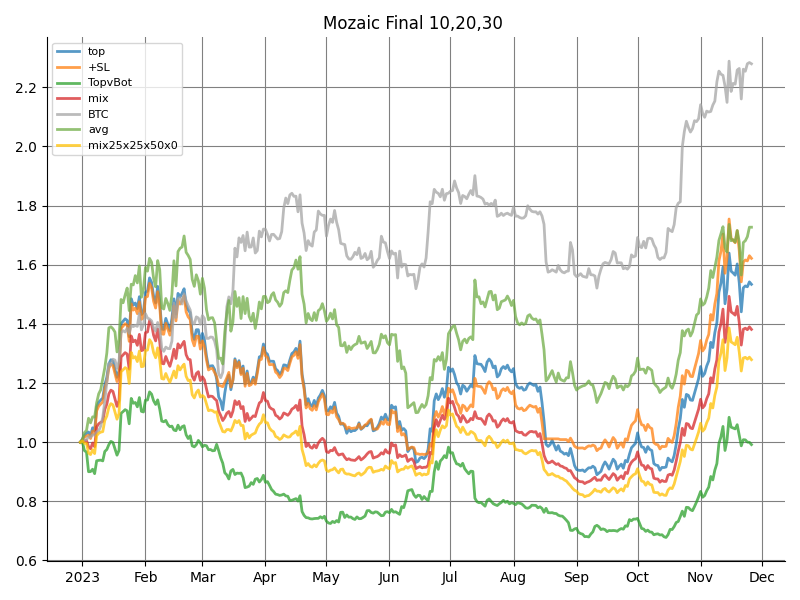 Mozaic Final 10,20,30
top
+SL
TopvBot
mix
BTC
avg
mix25x25x50x0
2.2
2.0
1.8
1.6
1.4
1.2
1.0
0.8
0.6
2023 Feb Mar Apr May Jun Jul Aug Sep Oct Nov Dec